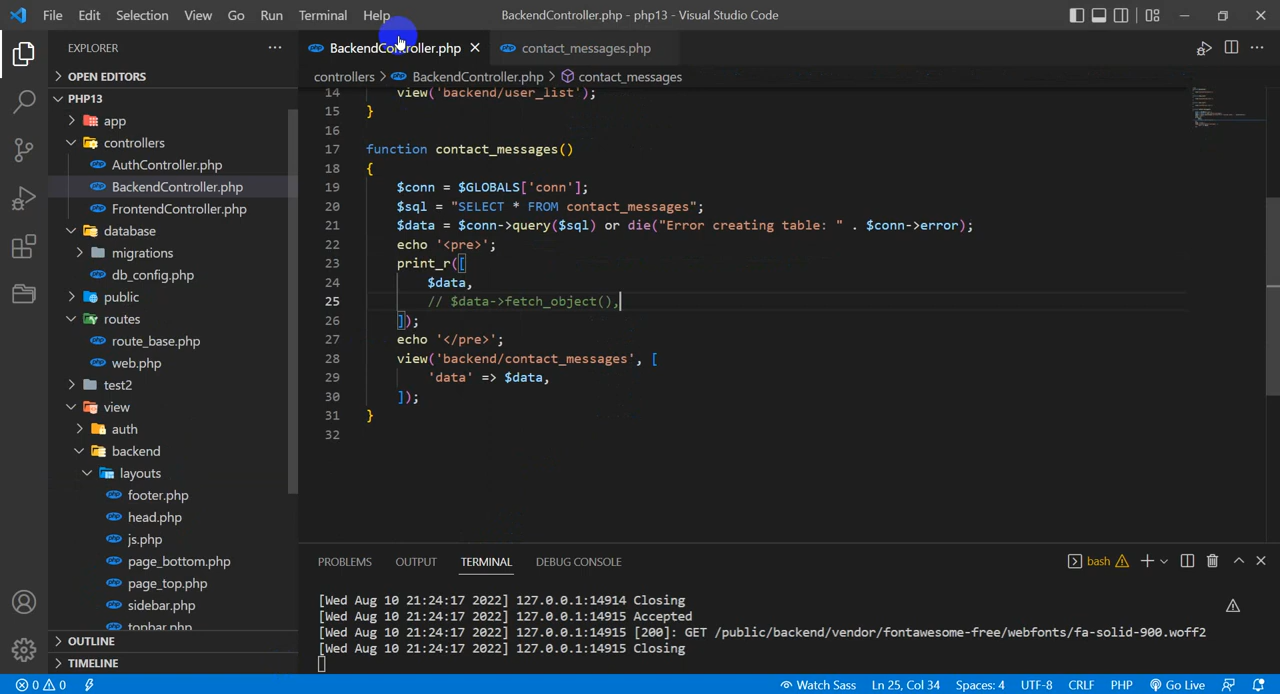 File Edit Selection View Go Run Terminal Help
BackendController.php - php13 - Visual Studio Code
EXPLORER
OPEN EDITORS
PHP13
app
controllers
AuthController.php
BackendController.php
FrontendController.php
database
migrations
db_config.php
public
routes
route_base.php
web.php
test2
view
auth
backend
layouts
footer.php
head.php
js.php
page_bottom.php
page_top.php
sidebar.php
topbar.php
OUTLINE
TIMELINE
BackendController.php
contact_messages.php
controllers > BackendController.php > contact_messages
14 view('backend/user_list');
15 }
16
17 function contact_messages()
18 {
19 $conn = $GLOBALS['conn'];
20 $sql = "SELECT * FROM contact_messages";
21 $data = $conn->query($sql) or die("Error creating table: " . $conn->error);
22 echo '<pre>';
23 print_r([
24 $data,
25 // $data->fetch_object(),
26 ]);
27 echo '</pre>';
28 view('backend/contact_messages', [
29 'data' => $data,
30 ]);
31 }
32
PROBLEMS OUTPUT TERMINAL DEBUG CONSOLE
bash
[Wed Aug 10 21:24:17 2022] 127.0.0.1:14914 Closing
[Wed Aug 10 21:24:17 2022] 127.0.0.1:14915 Accepted
[Wed Aug 10 21:24:17 2022] 127.0.0.1:14915 [200]: GET /public/backend/vendor/fontawesome-free/webfonts/fa-solid-900.woff2
[Wed Aug 10 21:24:17 2022] 127.0.0.1:14915 Closing
0 0
Watch Sass Ln 25, Col 34 Spaces: 4 UTF-8 CRLF PHP Go Live